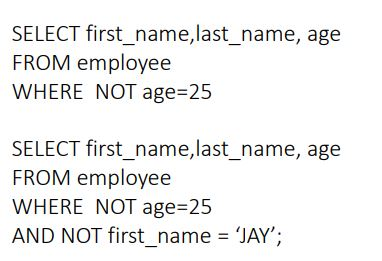 SELECT first_name,last_name, age
FROM employee
WHERE  NOT age=25
SELECT first_name,last_name, age
FROM employee
WHERE  NOT age=25
AND NOT first_name = ‘JAY’;